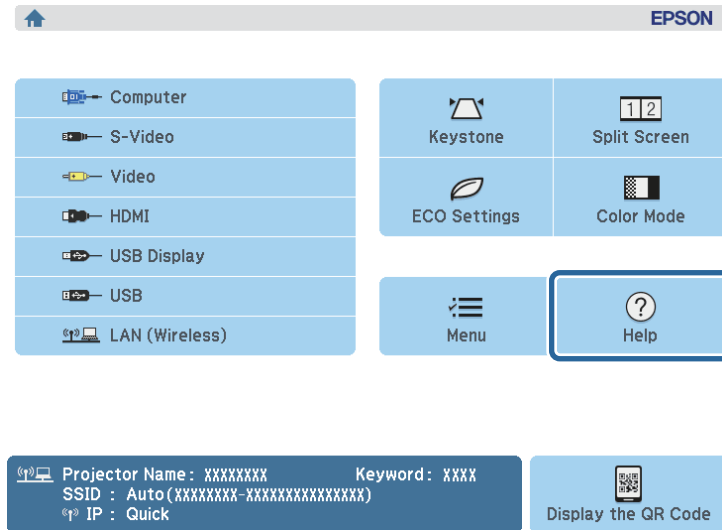 EPSON
Computer
S-Video
Video
HDMI
USB Display
USB
LAN (Wireless)
Keystone
Split Screen
1 2
ECO Settings
Color Mode
Menu
? Help
Projector Name : XXXXXXXX Keyword : XXXX
SSID : Auto(XXXXXXXX-XXXXXXXXXXXXXXX)
IP : Quick
Display the QR Code